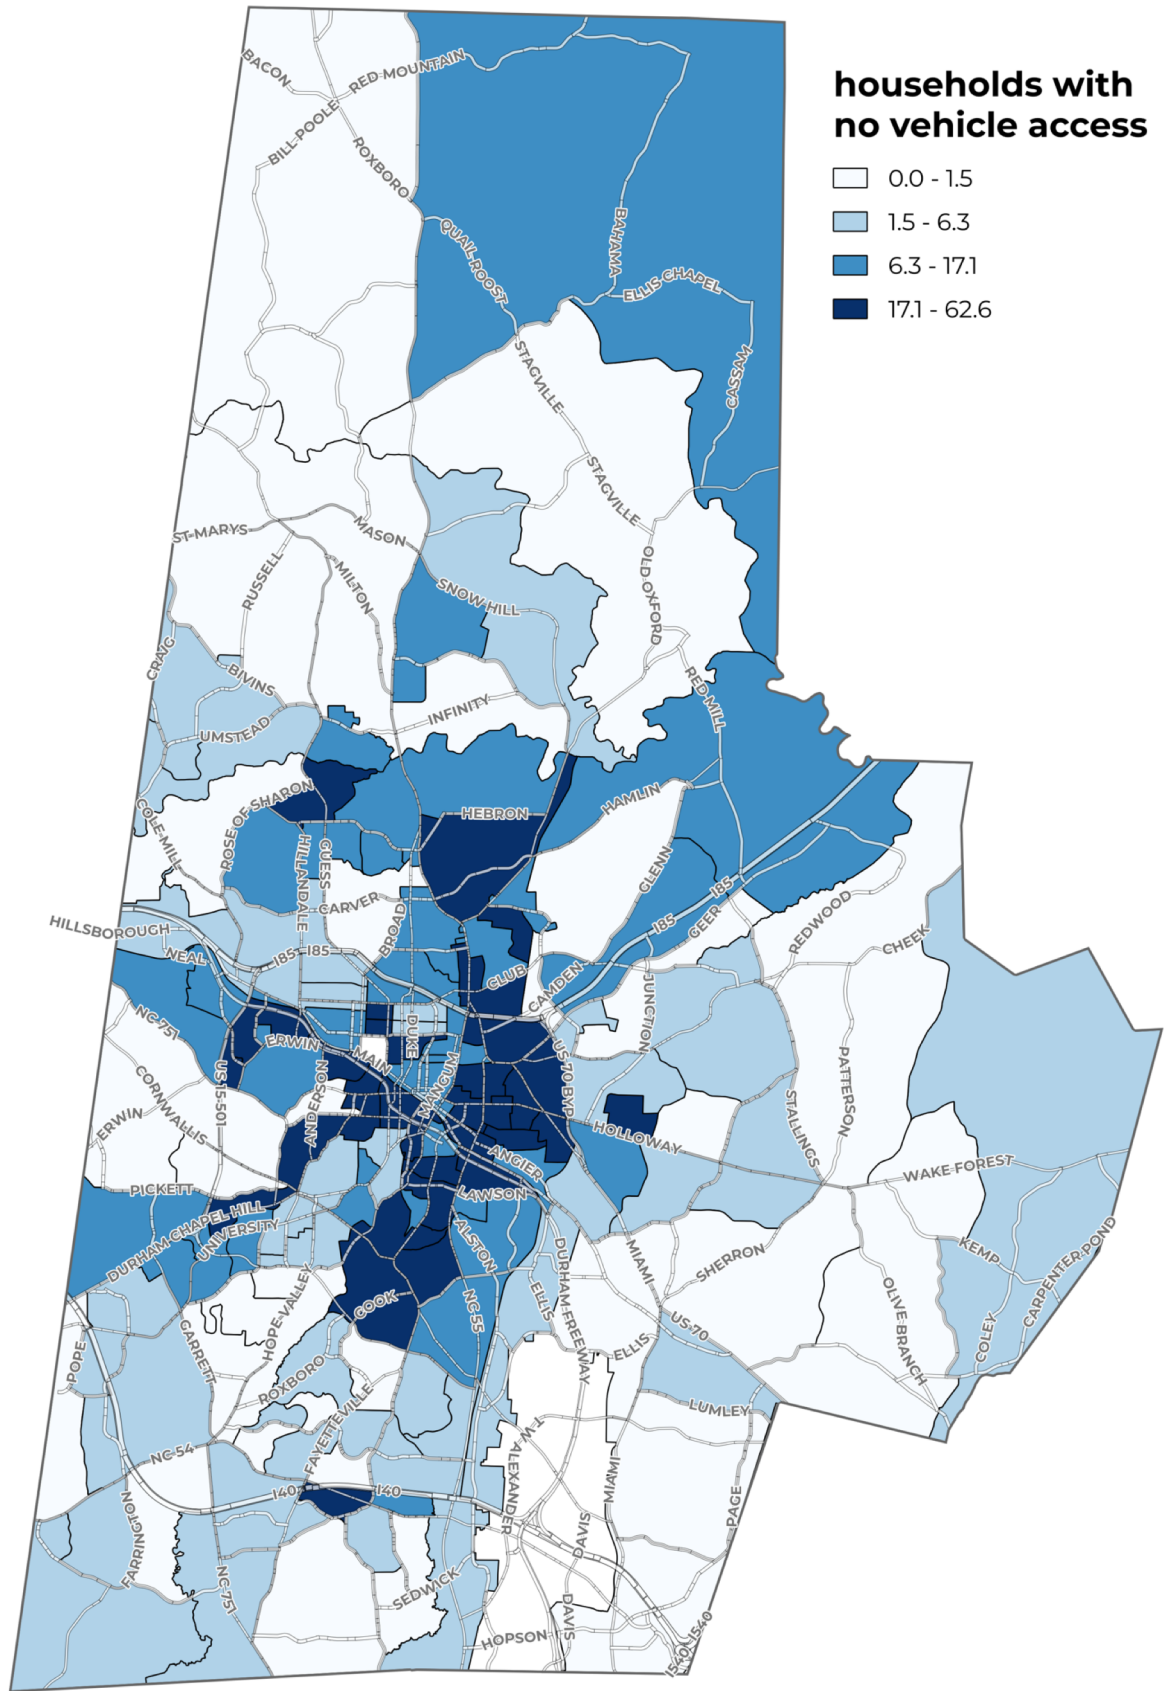 households with
no vehicle access
0.0 - 1.5
1.5 - 6.3
6.3 - 17.1
17.1 - 62.6
BACON
RED MOUNTAIN
BILL POOLE
ROXBORO
QUAIL ROOST
BAHAMA
ELLIS CHAPEL
STAGVILLE
CASSAM
STAGVILLE
ST MARYS
MASON
RUSSELL
MILTON
SNOW HILL
OLD OXFORD
CRAIG
BIVINS
RED MILL
UMSTEAD
INFINITY
ROSE OF SHARON
HAMLIN
HEBRON
COLE MILL
HILLANDALE
GUESS
GLENN
CARVER
I85
HILLSBOROUGH
BROAD
I85
GEER
REDWOOD
CHEEK
NEAL
I85
I85
CLUB
CAMDEN
JUNCTION
NC 751
DUKE
ERWIN
MAIN
US 70 BYP
PATTERSON
CORNWALLIS
US 15-501
ANDERSON
MANGUM
STALLINGS
ERWIN
HOLLOWAY
ANGIER
WAKE FOREST
PICKETT
LAWSON
DURHAM CHAPEL HILL
UNIVERSITY
ALSTON
DURHAM FREEWAY
MIAMI
SHERRON
KEMP
CARPENTER POND
HOPE VALLEY
COOK
NC 55
ELLIS
OLIVE BRANCH
US 70
COLEY
POPE
GARRETT
ROXBORO
ELLIS
FAYETTEVILLE
LUMLEY
NC 54
T.W. ALEXANDER
I40
I40
MIAMI
PAGE
FARRINGTON
DAVIS
NC 751
SEDWICK
DAVIS
HOPSON
I540
I540